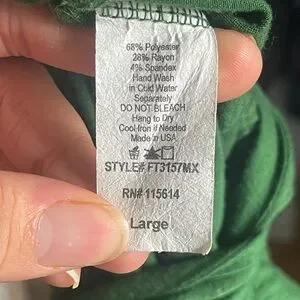 68% Polyester
28% Rayon
4% Spandex
Hand Wash
in Cold Water
Separately
DO NOT BLEACH
Hang to Dry
Cool Iron if Needed
Made in USA
STYLE# FT3157MX
RN# 115614
Large